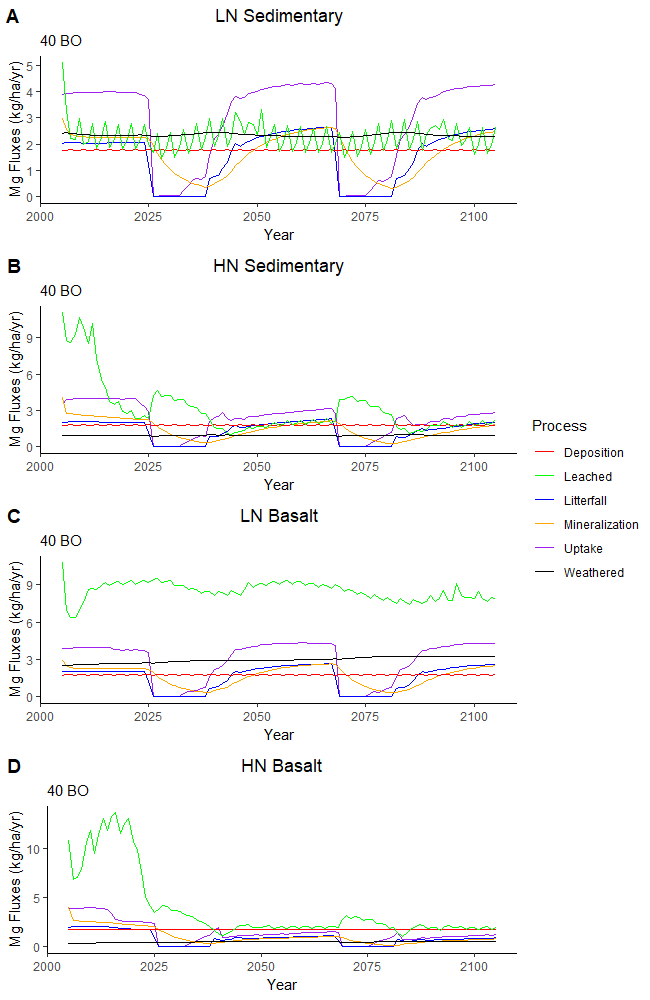 A
LN Sedimentary
40 BO
Mg Fluxes (kg/ha/yr)
5
4
3
2
1
0
2000 2025 2050 2075 2100
Year
B
HN Sedimentary
40 BO
Mg Fluxes (kg/ha/yr)
9
6
3
0
2000 2025 2050 2075 2100
Year
Process
Deposition
Leached
Litterfall
Mineralization
Uptake
Weathered
C
LN Basalt
40 BO
Mg Fluxes (kg/ha/yr)
9
6
3
0
2000 2025 2050 2075 2100
Year
D
HN Basalt
40 BO
Mg Fluxes (kg/ha/yr)
10
5
0
2000 2025 2050 2075 2100
Year